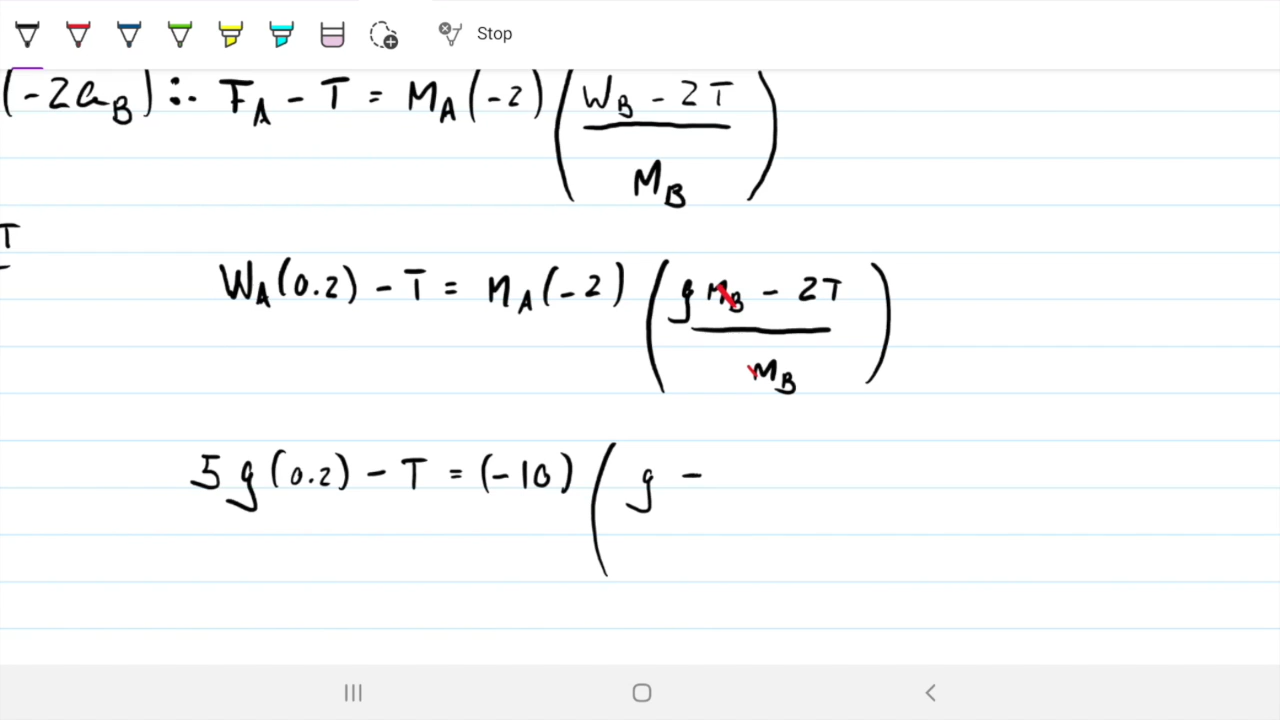 Stop
(-2a_B) ∴ F_A - T = M_A(-2) ( (W_B - 2T) / M_B )
T
W_A(0.2) - T = M_A(-2) ( (g M_B - 2T) / M_B )
5g(0.2) - T = (-10) ( g -